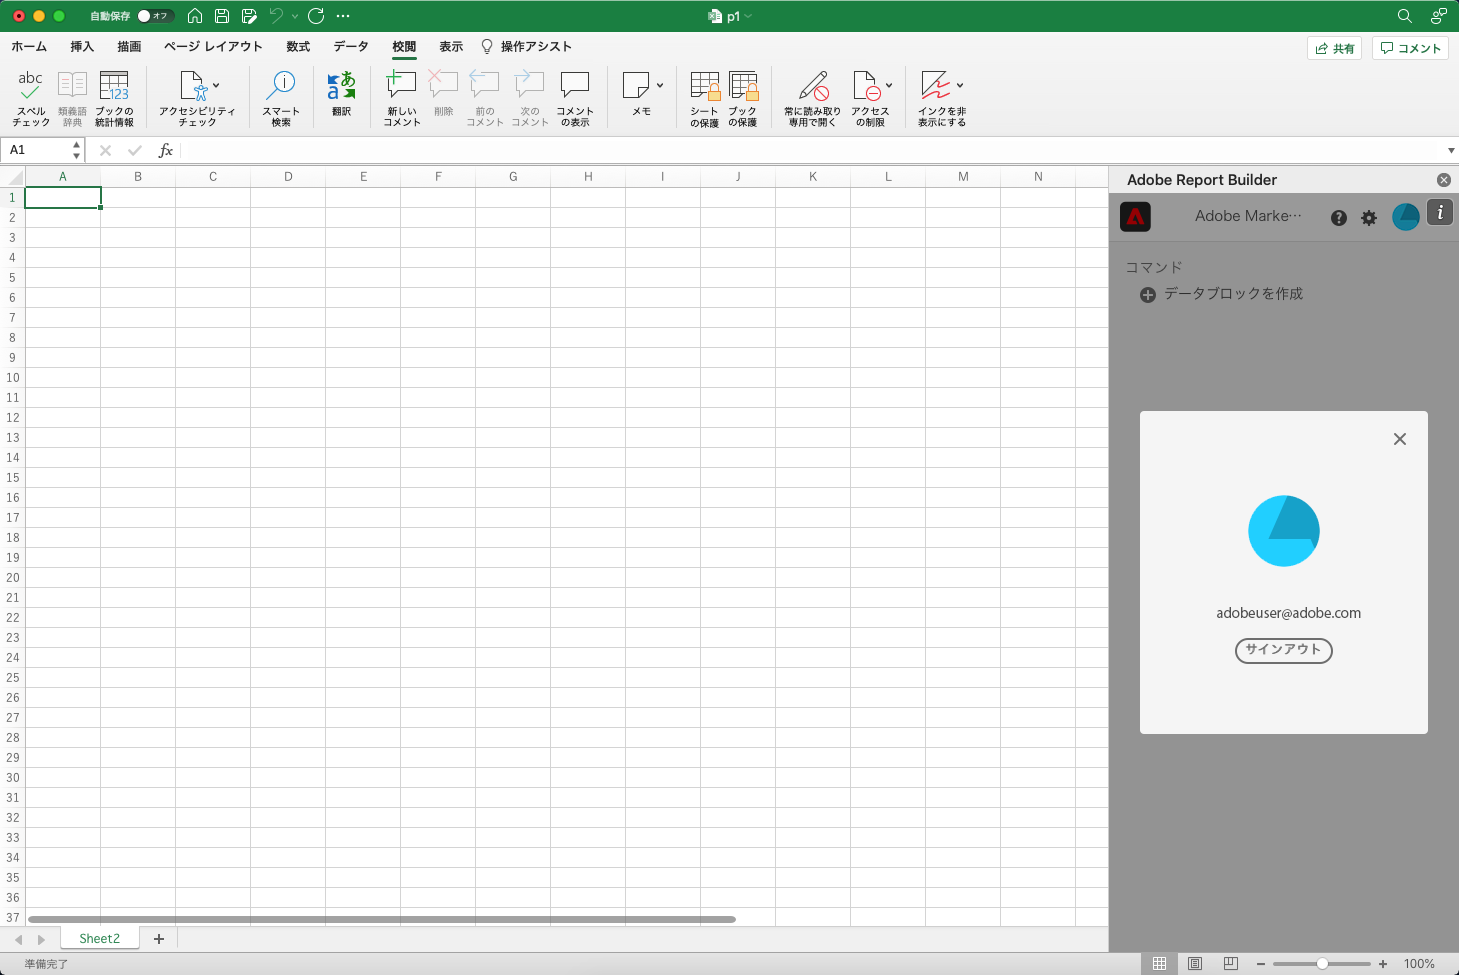 自動保存 オフ p1
ホーム 挿入 描画 ページ レイアウト 数式 データ 校閲 表示 操作アシスト 共有 コメント
abc スペル チェック
類義語 辞典
123 ブックの 統計情報
アクセシビリティ チェック
スマート 検索
あ a 翻訳
新しい コメント
削除
前の コメント
次の コメント
コメント の表示
メモ
シート の保護
ブック の保護
常に読み取り 専用で開く
アクセス の制限
インクを非 表示にする
A1 fx
A B C D E F G H I J K L M N
1
2
3
4
5
6
7
8
9
10
11
12
13
14
15
16
17
18
19
20
21
22
23
24
25
26
27
28
29
30
31
32
33
34
35
36
37
Adobe Report Builder
Adobe Marke… ? i
コマンド
データブロックを作成
adobeuser@adobe.com
サインアウト
Sheet2
準備完了 100%